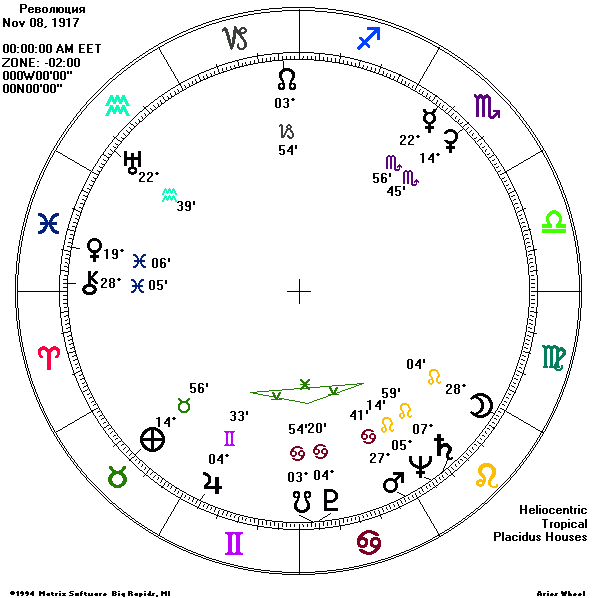 Революция
Nov 08, 1917
00:00:00 AM EET
ZONE: -02:00
000W00'00"
00N00'00"
03°
♑
54'
22°
♏
56'
14°
♏
45'
22°
♒
39'
19° ♓ 06'
28° ♓ 05'
56'
♉
14°
33'
♊
04°
54' 20'
♋ ♋
03° 04°
41'
♋
27°
14'
♌
05°
59'
♌
07°
04'
♌
28°
Heliocentric
Tropical
Placidus Houses
©1994 Matrix Software Big Rapids, MI
Aries Wheel